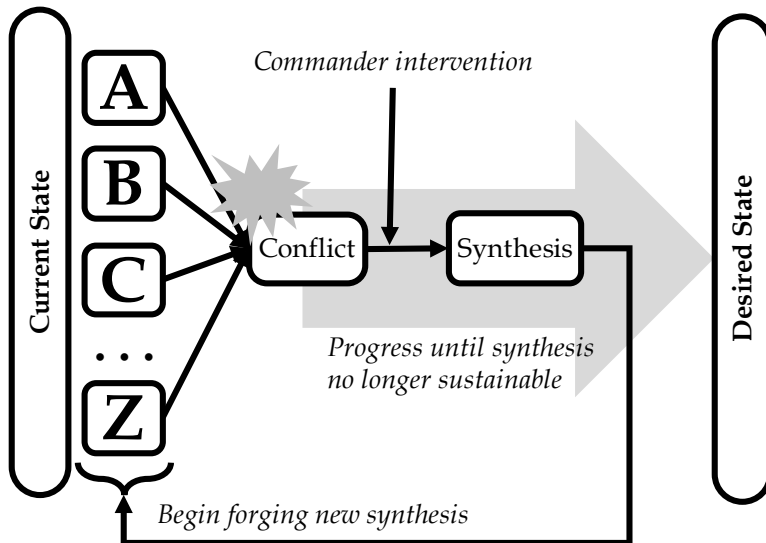 Current State
A
B
C
...
Z
Commander intervention
Conflict
Synthesis
Progress until synthesis
no longer sustainable
Begin forging new synthesis
Desired State